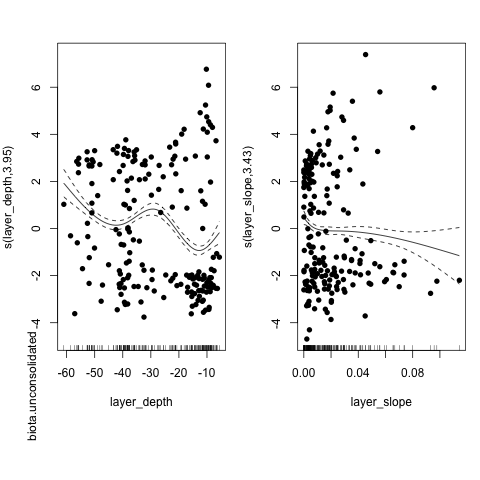 s(layer_depth,3.95)
6
4
2
0
-2
-4
-60 -50 -40 -30 -20 -10
layer_depth
biota.unconsolidated
s(layer_slope,3.43)
6
4
2
0
-2
-4
0.00 0.04 0.08
layer_slope